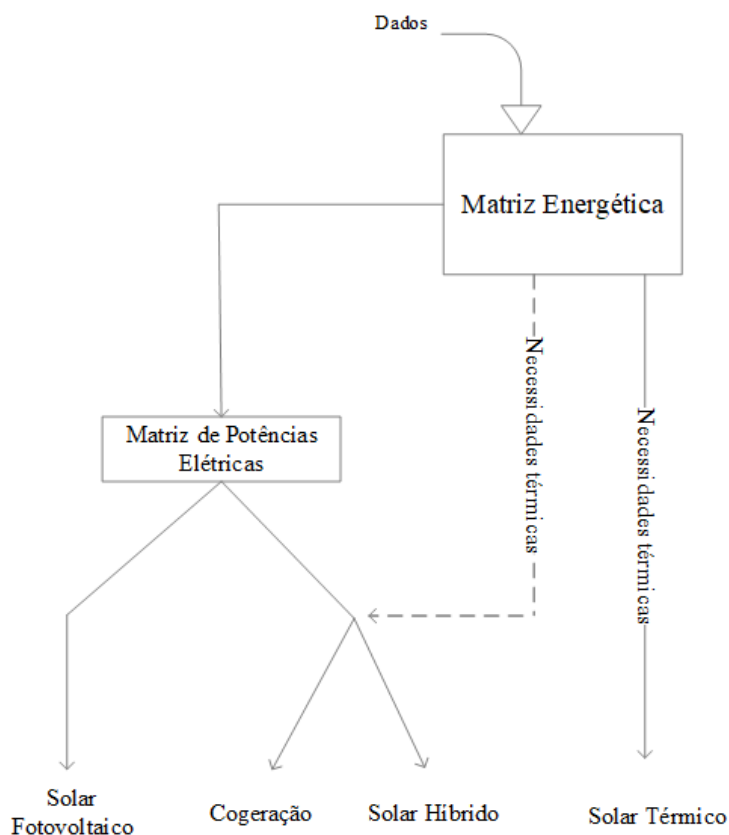 Dados
Matriz Energética
Necessidades térmicas
Necessidades térmicas
Matriz de Potências
Elétricas
Solar
Fotovoltaico
Cogeração
Solar Híbrido
Solar Térmico